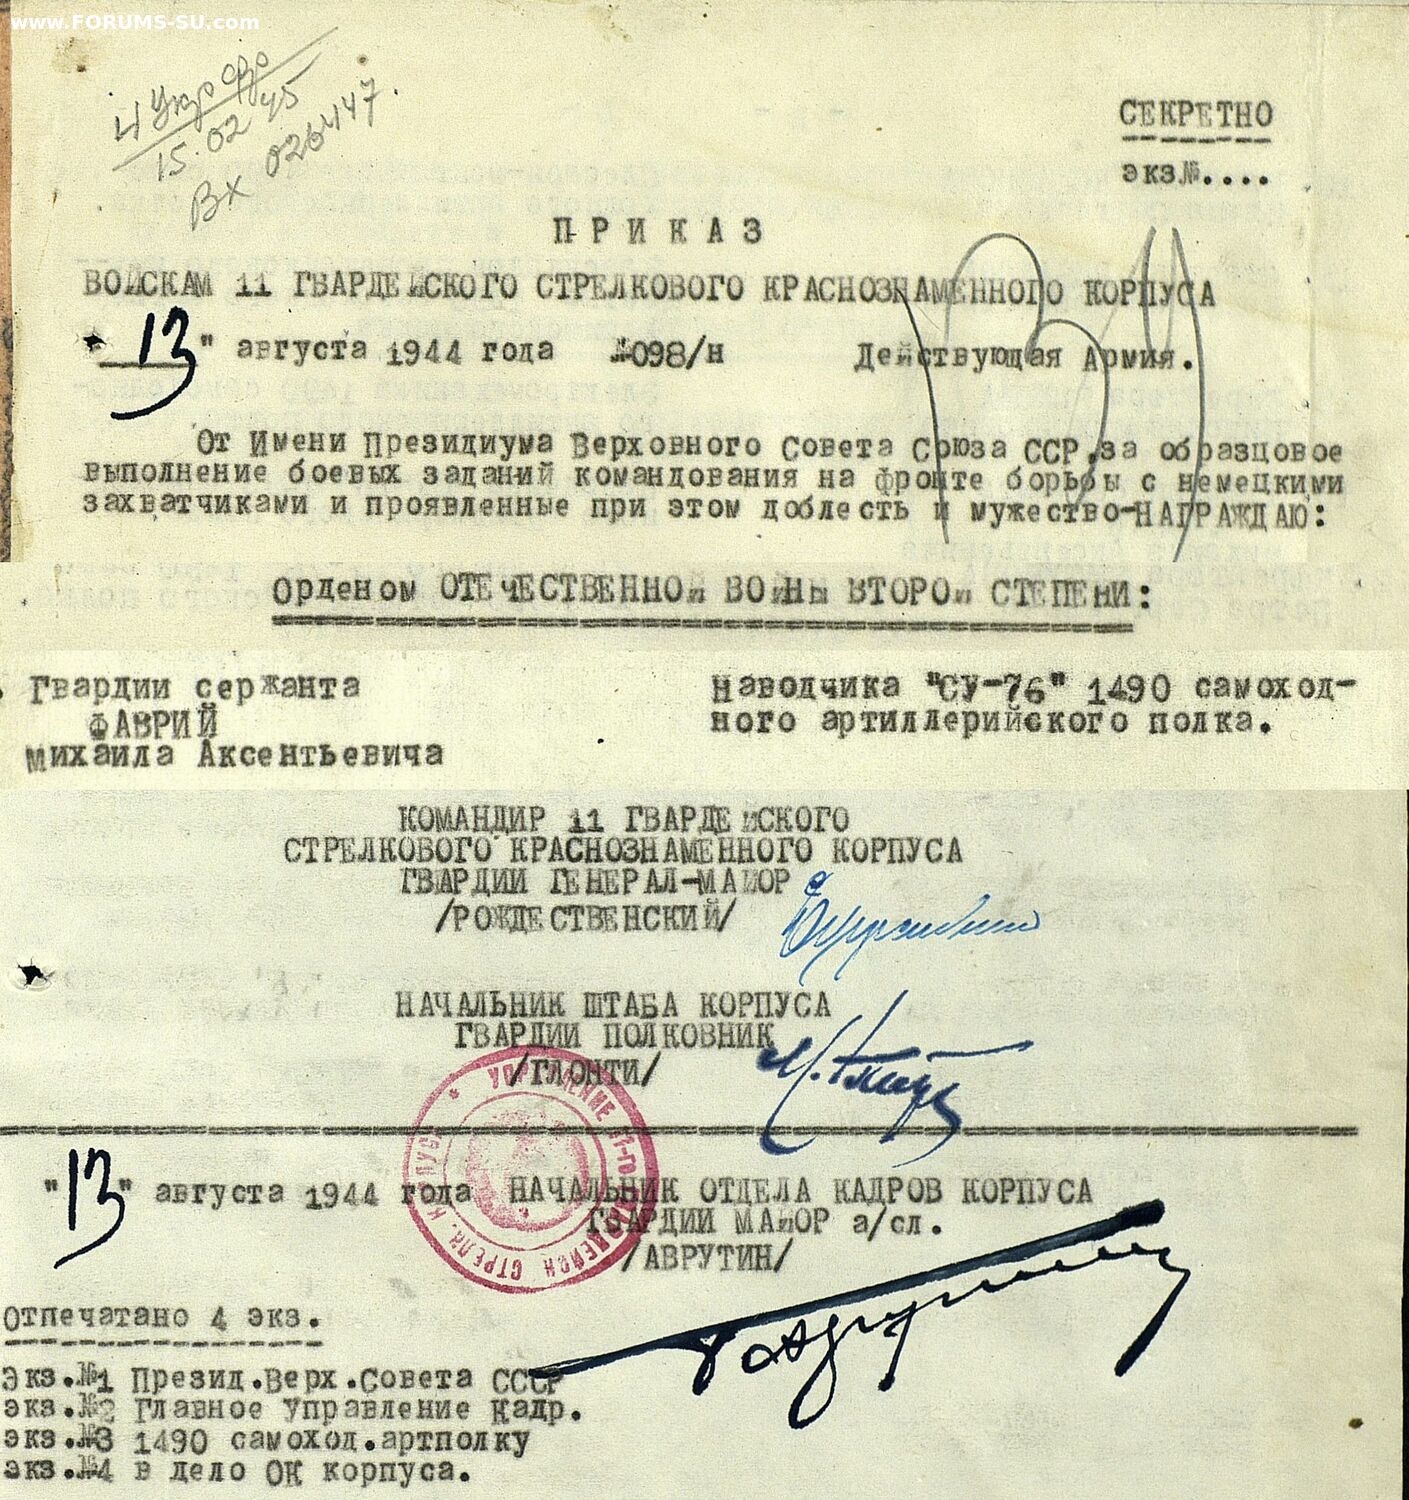 www.FORUMS-SU.com
4 Укр фр
15.02 45
Вх 026447.
СЕКРЕТНО
экз№....
ПРИКАЗ
ВОЙСКАМ 11 ГВАРДЕЙСКОГО СТРЕЛКОВОГО КРАСНОЗНАМЕННОГО КОРПУСА
"13" августа 1944 года №098/н Действующая Армия.
От Имени Президиума Верховного Совета Союза ССР, за образцовое
выполнение боевых заданий командования на фронте борьбы с немецкими
захватчиками и проявленные при этом доблесть и мужество-НАГРАЖДАЮ:
Орденом ОТЕЧЕСТВЕННОЙ ВОЙНЫ ВТОРОЙ СТЕПЕНИ:
Гвардии сержанта
ФАВРИЙ
Михаила Аксентьевича
Наводчика "СУ-76" 1490 самоход-
ного артиллерийского полка.
КОМАНДИР 11 ГВАРДЕЙСКОГО
СТРЕЛКОВОГО КРАСНОЗНАМЕННОГО КОРПУСА
ГВАРДИИ ГЕНЕРАЛ-МАЙОР
/РОЖДЕСТВЕНСКИЙ/
НАЧАЛЬНИК ШТАБА КОРПУСА
ГВАРДИИ ПОЛКОВНИК
/ГЛОНТИ/
УПРАВЛЕНИЕ 11-го ГВАРДЕЙСК СТРЕЛК. КОРПУСА
"13" августа 1944 года НАЧАЛЬНИК ОТДЕЛА КАДРОВ КОРПУСА
ГВАРДИИ МАЙОР а/сл.
/АВРУТИН/
Отпечатано 4 экз.
Экз.№1 Презид.Верх.Совета СССР
экз.№2 Главное Управление Кадр.
экз.№3 1490 самоход.артполку
экз.№4 в дело ОК корпуса.